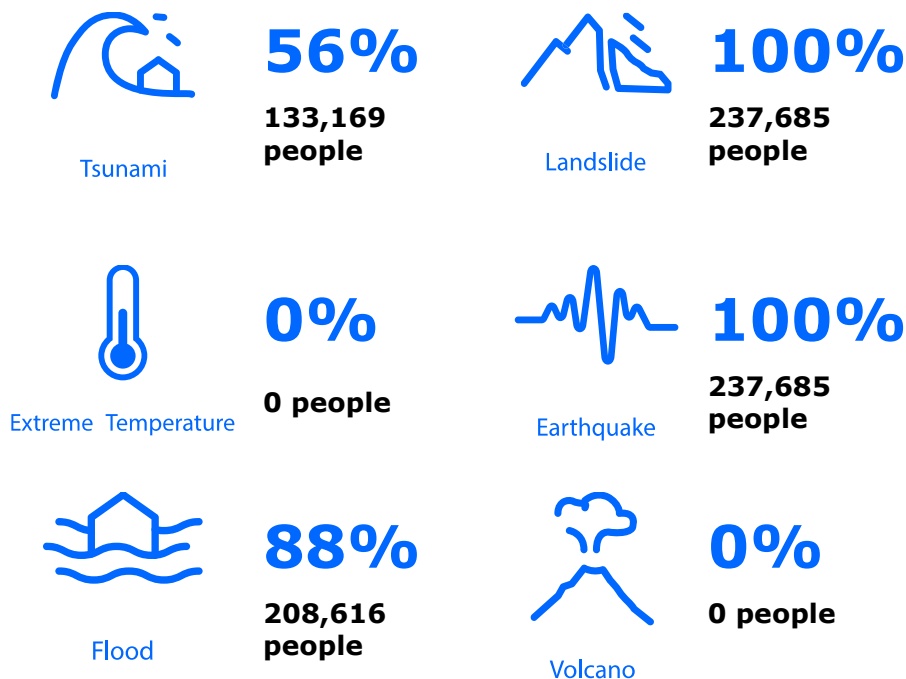 56%
133,169
people
Tsunami
100%
237,685
people
Landslide
0%
0 people
Extreme Temperature
100%
237,685
people
Earthquake
88%
208,616
people
Flood
0%
0 people
Volcano